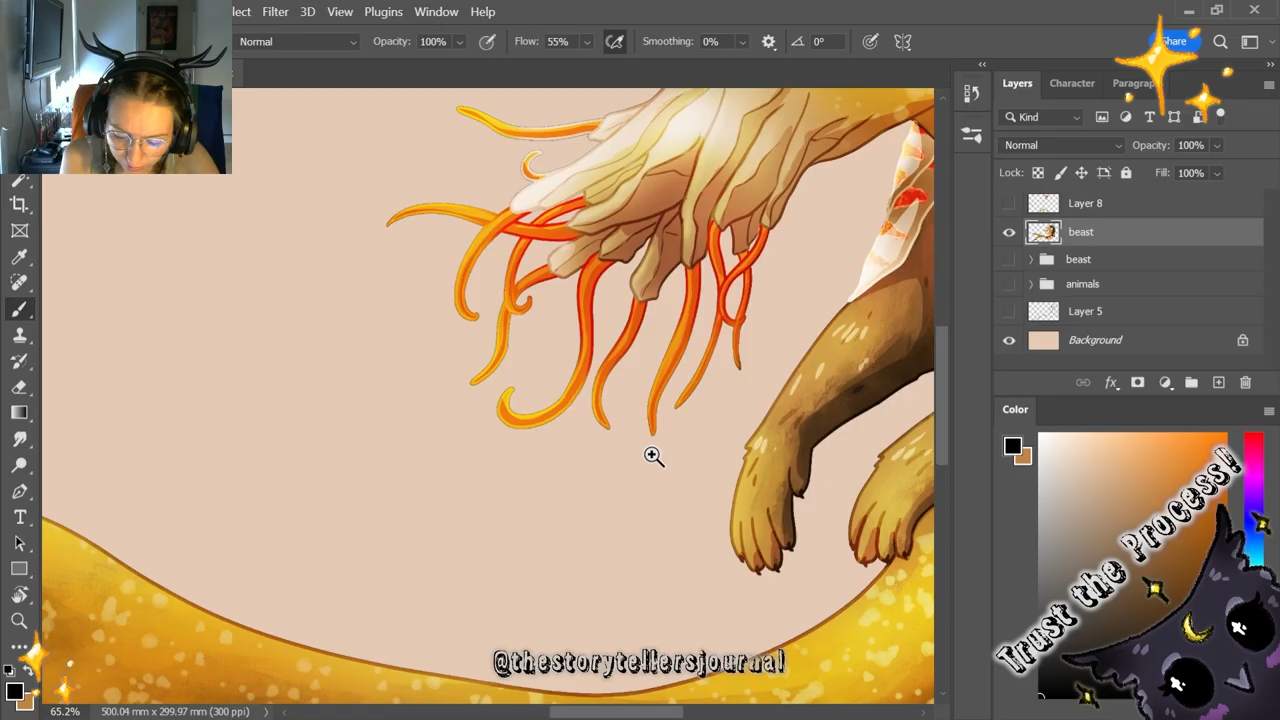 lect Filter 3D View Plugins Window Help
Normal Opacity: 100% Flow: 55% Smoothing: 0% 0° Share
Layers Character Paragrap
Kind
Normal Opacity: 100%
Lock: Fill: 100%
Layer 8
beast
beast
animals
Layer 5
Background
Color
Trust the Process!
@thestorytellersjournal
65.2% 500.04 mm x 299.97 mm (300 ppi)